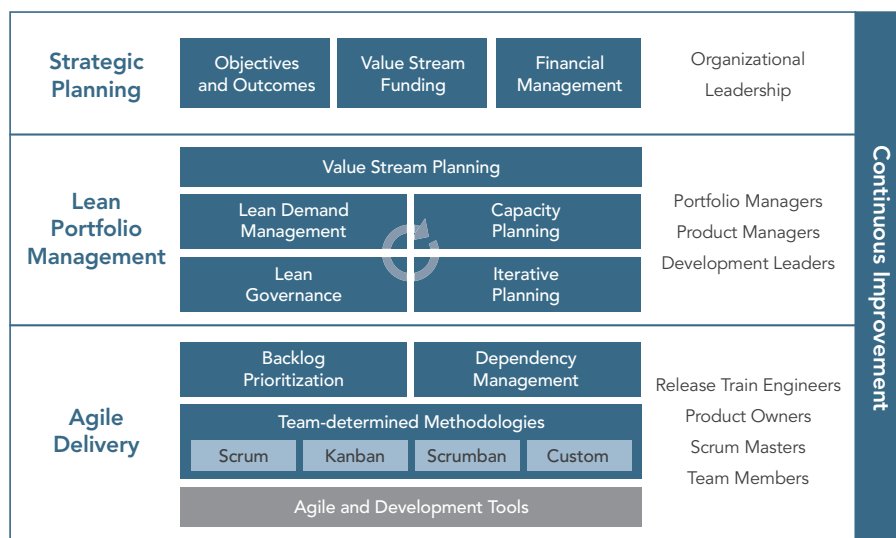 Strategic
Planning
Objectives
and Outcomes
Value Stream
Funding
Financial
Management
Organizational
Leadership
Lean
Portfolio
Management
Value Stream Planning
Lean Demand
Management
Capacity
Planning
Lean
Governance
Iterative
Planning
Portfolio Managers
Product Managers
Development Leaders
Agile
Delivery
Backlog
Prioritization
Dependency
Management
Team-determined Methodologies
Scrum
Kanban
Scrumban
Custom
Agile and Development Tools
Release Train Engineers
Product Owners
Scrum Masters
Team Members
Continuous Improvement